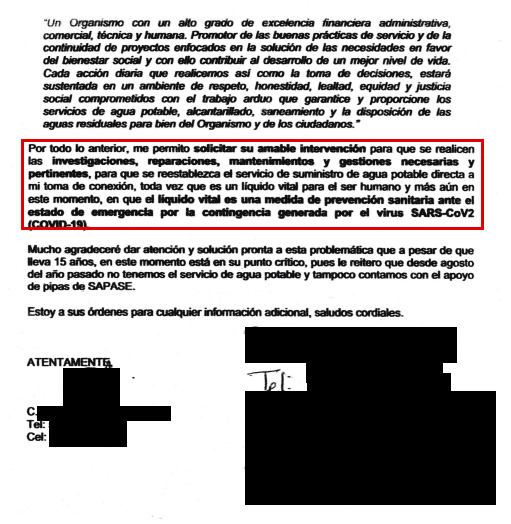 "Un Organismo con un alto grado de excelencia financiera administrativa,
comercial, técnica y humana. Promotor de las buenas prácticas de servicio y de la
continuidad de proyectos enfocados en la solución de las necesidades en favor
del bienestar social y con ello contribuir al desarrollo de un mejor nivel de vida.
Cada acción diaria que realicemos así como la toma de decisiones, estará
sustentada en un ambiente de respeto, honestidad, lealtad, equidad y justicia
social comprometidos con el trabajo arduo que garantice y proporcione los
servicios de agua potable, alcantarillado, saneamiento y la disposición de las
aguas residuales para bien del Organismo y de los ciudadanos."
Por todo lo anterior, me permito solicitar su amable intervención para que se realicen
las investigaciones, reparaciones, mantenimientos y gestiones necesarias y
pertinentes, para que se reestablezca el servicio de suministro de agua potable directa a
mi toma de conexión, toda vez que es un líquido vital para el ser humano y más aún en
este momento, en que el líquido vital es una medida de prevención sanitaria ante el
estado de emergencia por la contingencia generada por el virus SARS-CoV2
(COVID-19).
Mucho agradeceré dar atención y solución pronta a esta problemática que a pesar de que
lleva 15 años, en este momento está en su punto crítico, pues le reitero que desde agosto
del año pasado no tenemos el servicio de agua potable y tampoco contamos con el apoyo
de pipas de SAPASE.
Estoy a sus órdenes para cualquier información adicional, saludos cordiales.
ATENTAMENTE,
Tel:
C.
Tel:
Cel: